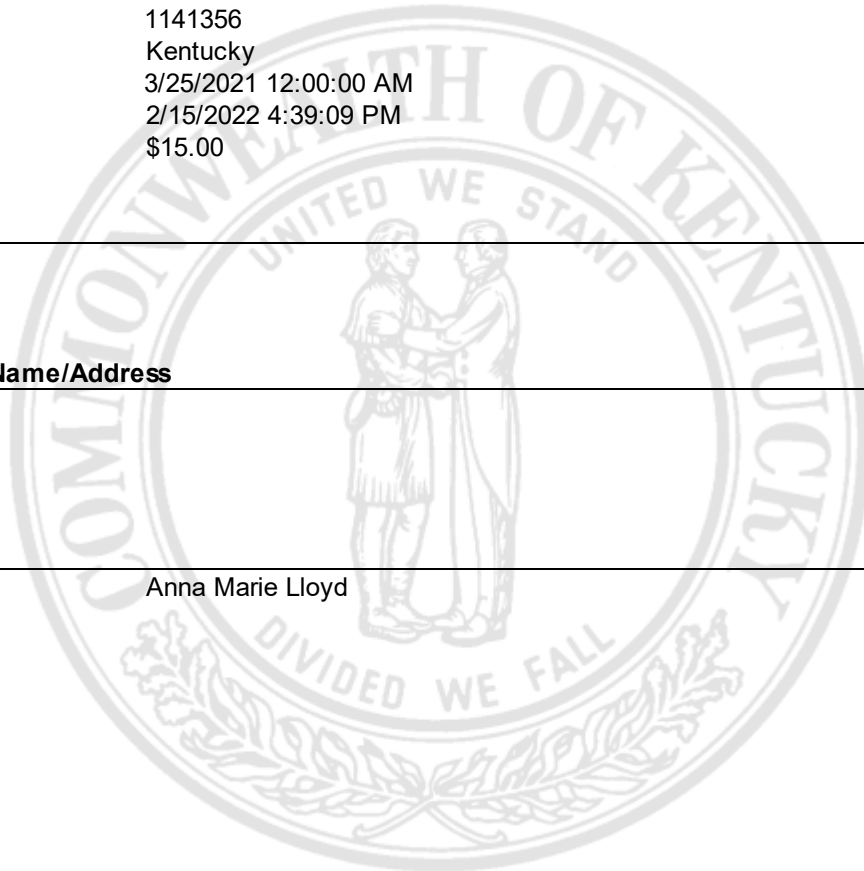 1141356
Kentucky
3/25/2021 12:00:00 AM
2/15/2022 4:39:09 PM
$15.00
COMMONWEALTH OF KENTUCKY
UNITED WE STAND
Name/Address
Anna Marie Lloyd
DIVIDED WE FALL